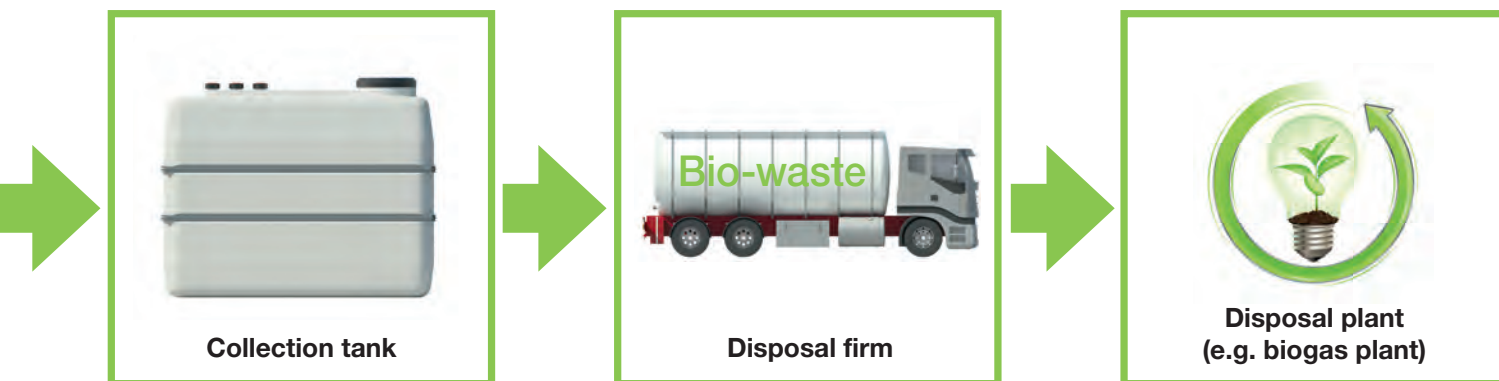 Bio-waste
Collection tank
Disposal firm
Disposal plant
(e.g. biogas plant)